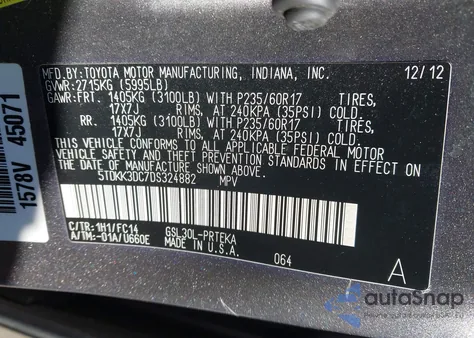 MFD.BY:TOYOTA MOTOR MANUFACTURING, INDIANA, INC. 12/12
GVWR:2715KG (5995LB)
GAWR:FRT. 1405KG (3100LB) WITH P235/60R17 TIRES,
17X7J RIMS, AT 240KPA (35PSI) COLD.
RR. 1405KG (3100LB) WITH P235/60R17 TIRES,
17X7J RIMS, AT 240KPA (35PSI) COLD.
THIS VEHICLE CONFORMS TO ALL APPLICABLE FEDERAL MOTOR
VEHICLE SAFETY AND THEFT PREVENTION STANDARDS IN
EFFECT ON THE DATE OF MANUFACTURE SHOWN ABOVE.
5TDKK3DC7DS324882 MPV
C/TR:1H1/FC14 GSL30L-PRTEKA
A/TM:-01A/U660E MADE IN U.S.A.
064
A
1578V 45071
autoSnap